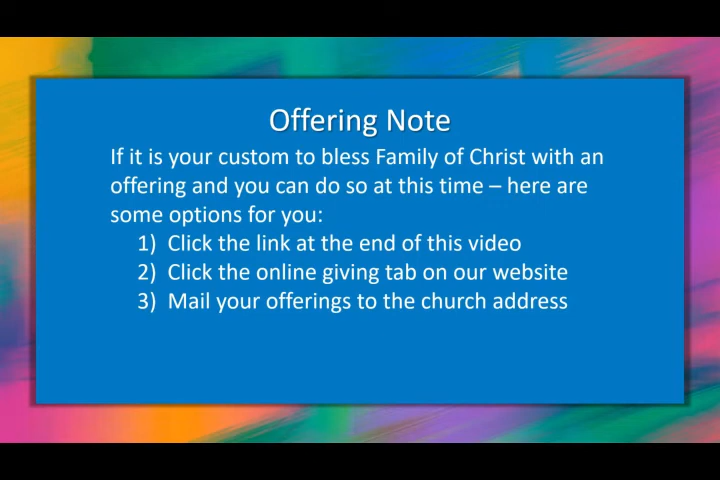 Offering Note
If it is your custom to bless Family of Christ with an
offering and you can do so at this time – here are
some options for you:
1) Click the link at the end of this video
2) Click the online giving tab on our website
3) Mail your offerings to the church address